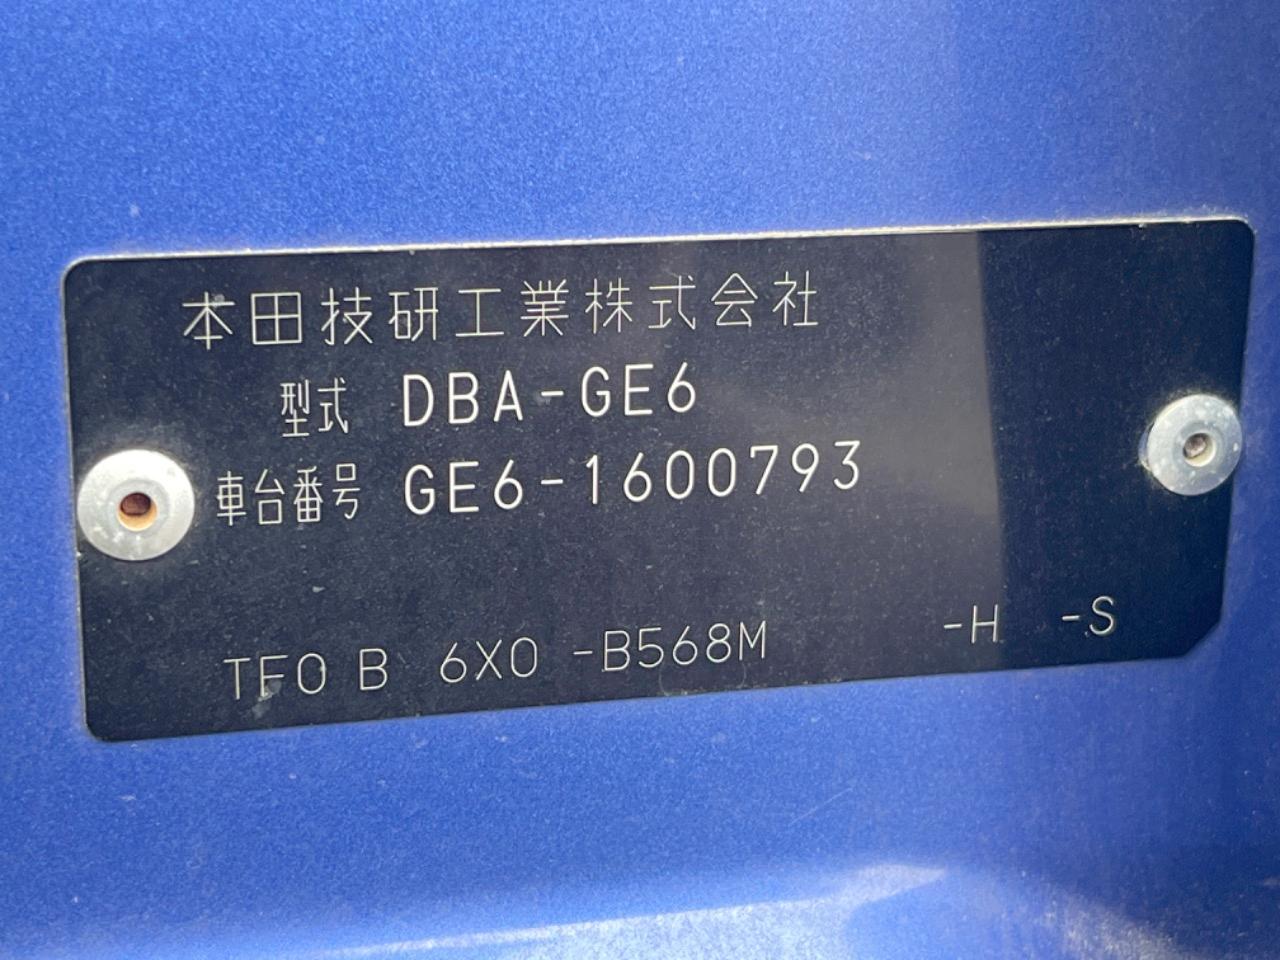 本田技研工業株式会社
型式 DBA-GE6
車台番号 GE6-1600793
TF0 B 6X0 -B568M -H -S